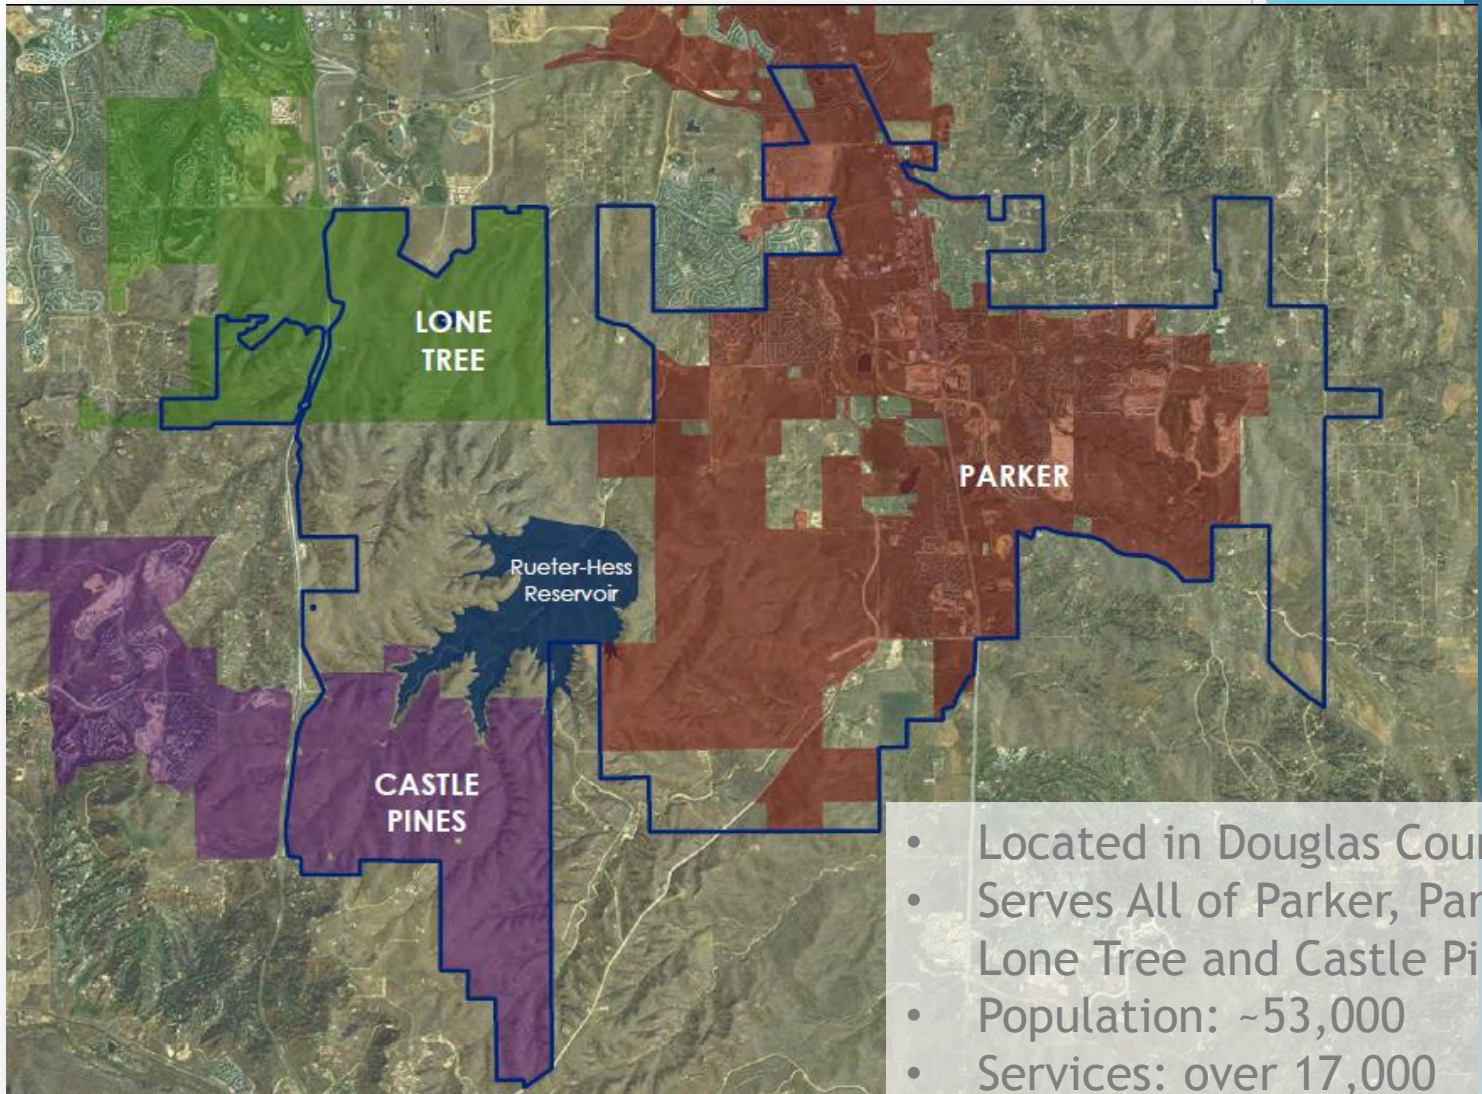 LONE
TREE
PARKER
Rueter-Hess
Reservoir
CASTLE
PINES
• Located in Douglas
• Serves All of Parker,
Lone Tree and Castle
• Population: ~53,000
• Services: over 17,000